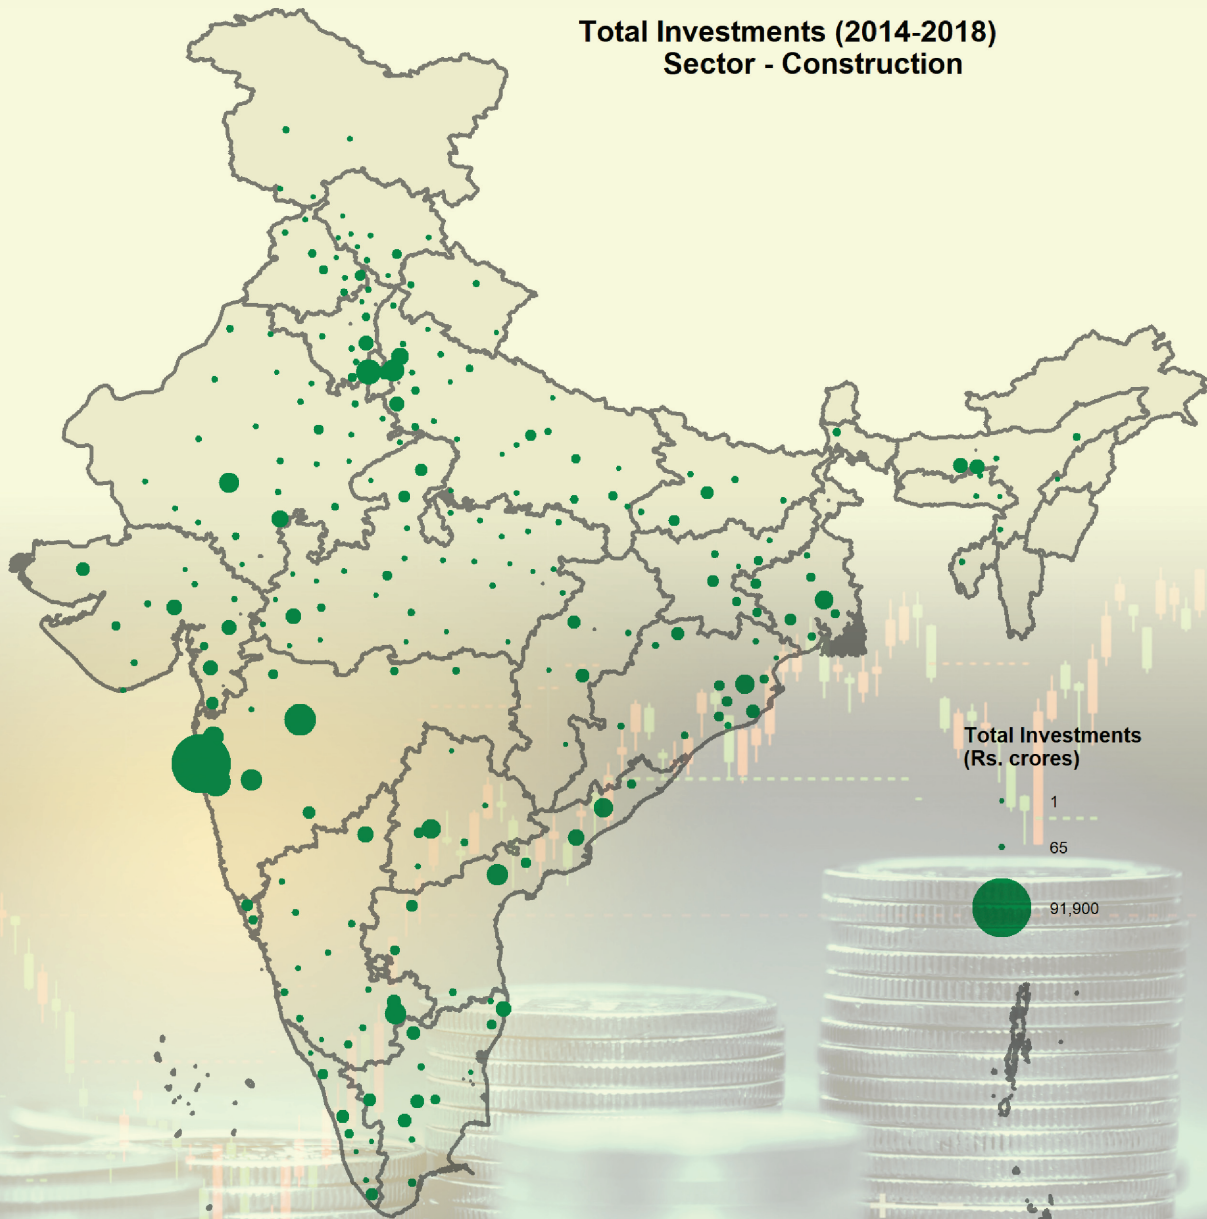 Total Investments (2014-2018)
Sector - Construction
Total Investments
(Rs. crores)
1
65
91,900